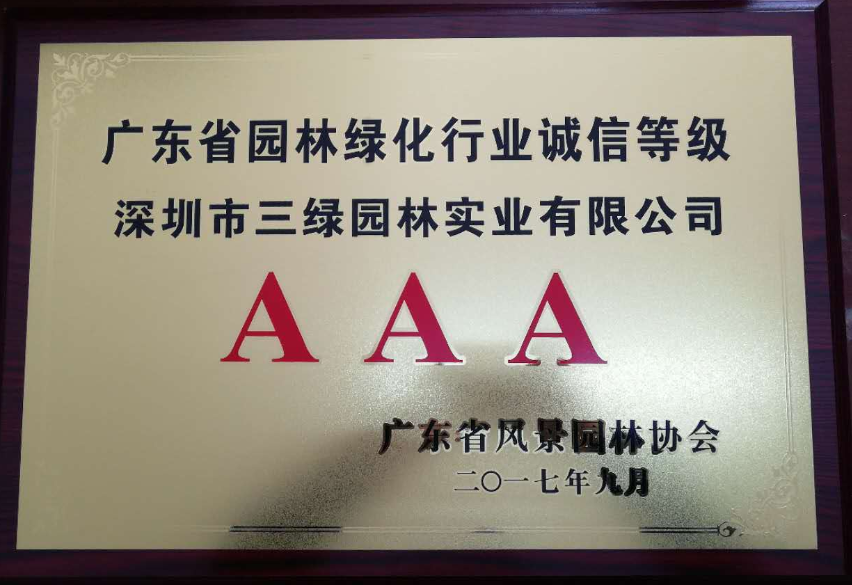 广东省园林绿化行业诚信等级
深圳市三绿园林实业有限公司
A A A
广东省风景园林协会
二〇一七年九月